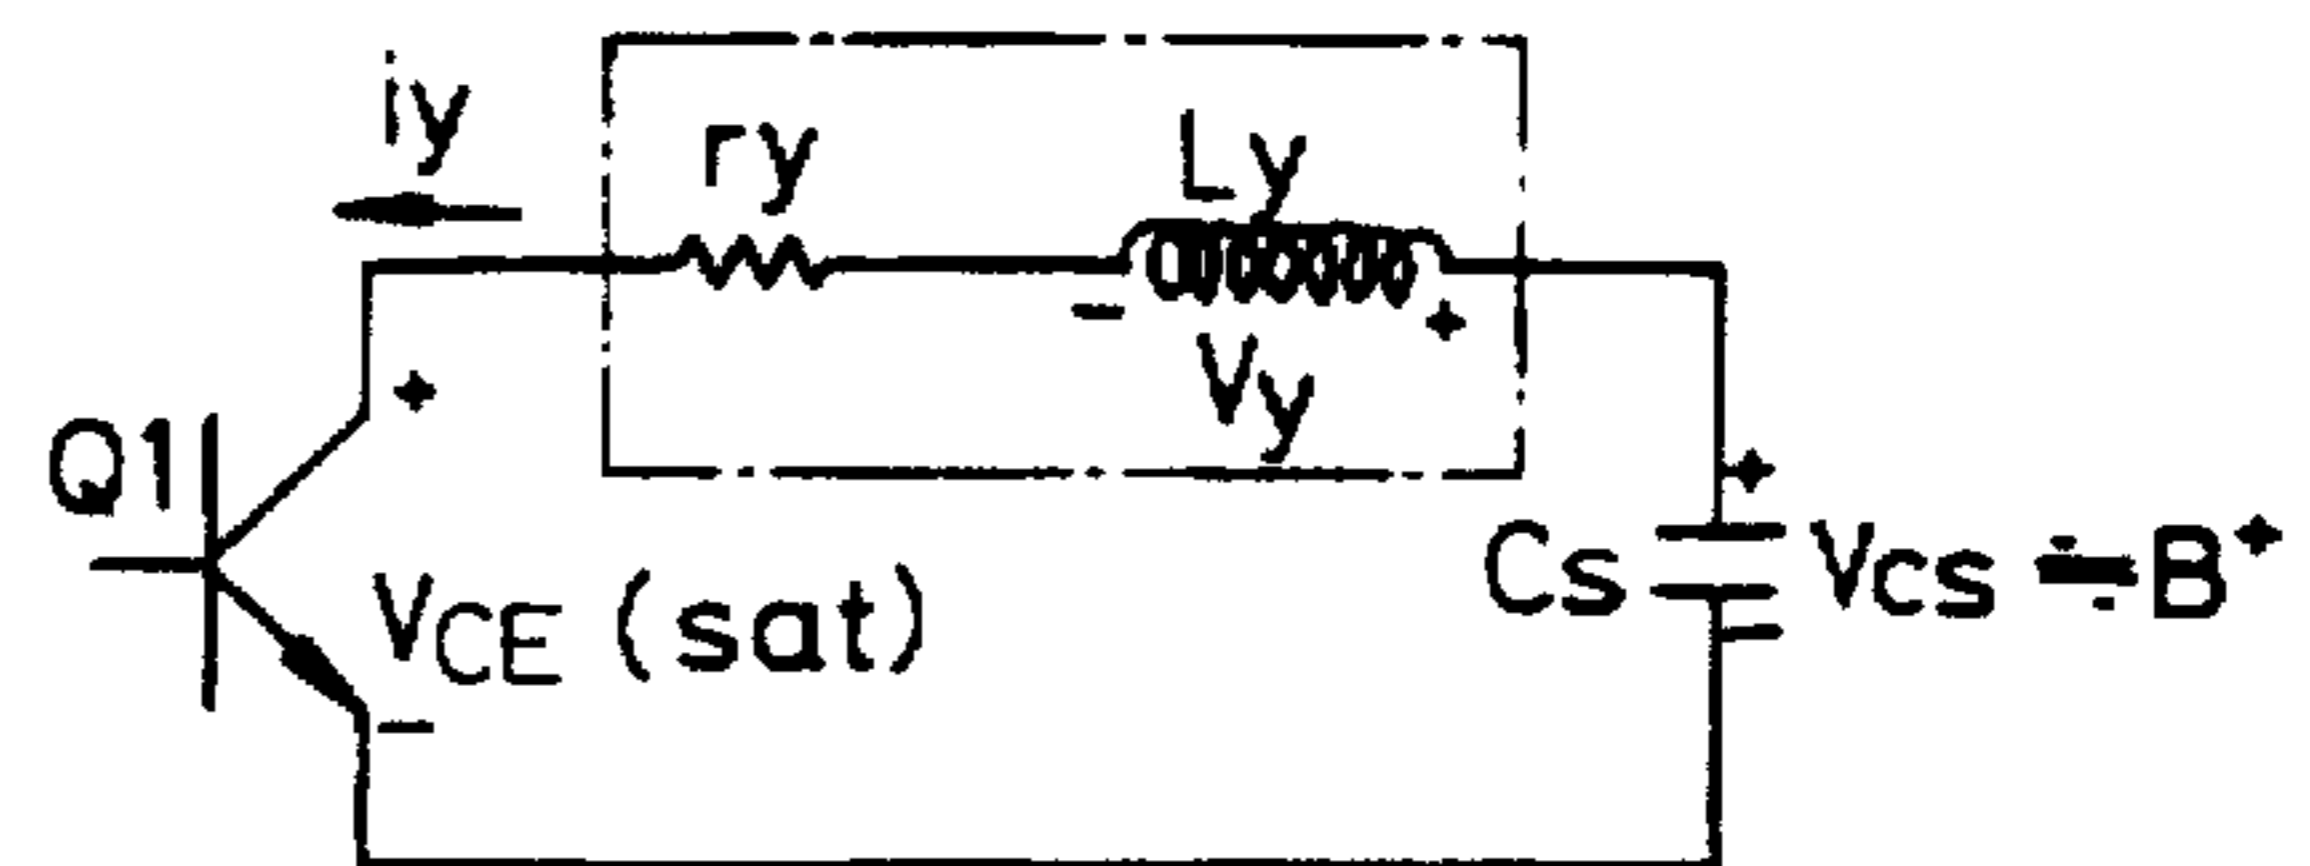 iy
ry
Ly
-
+
Vy
+
Q1
VCE (sat)
-
+
Cs
Vcs ≒ B+
-